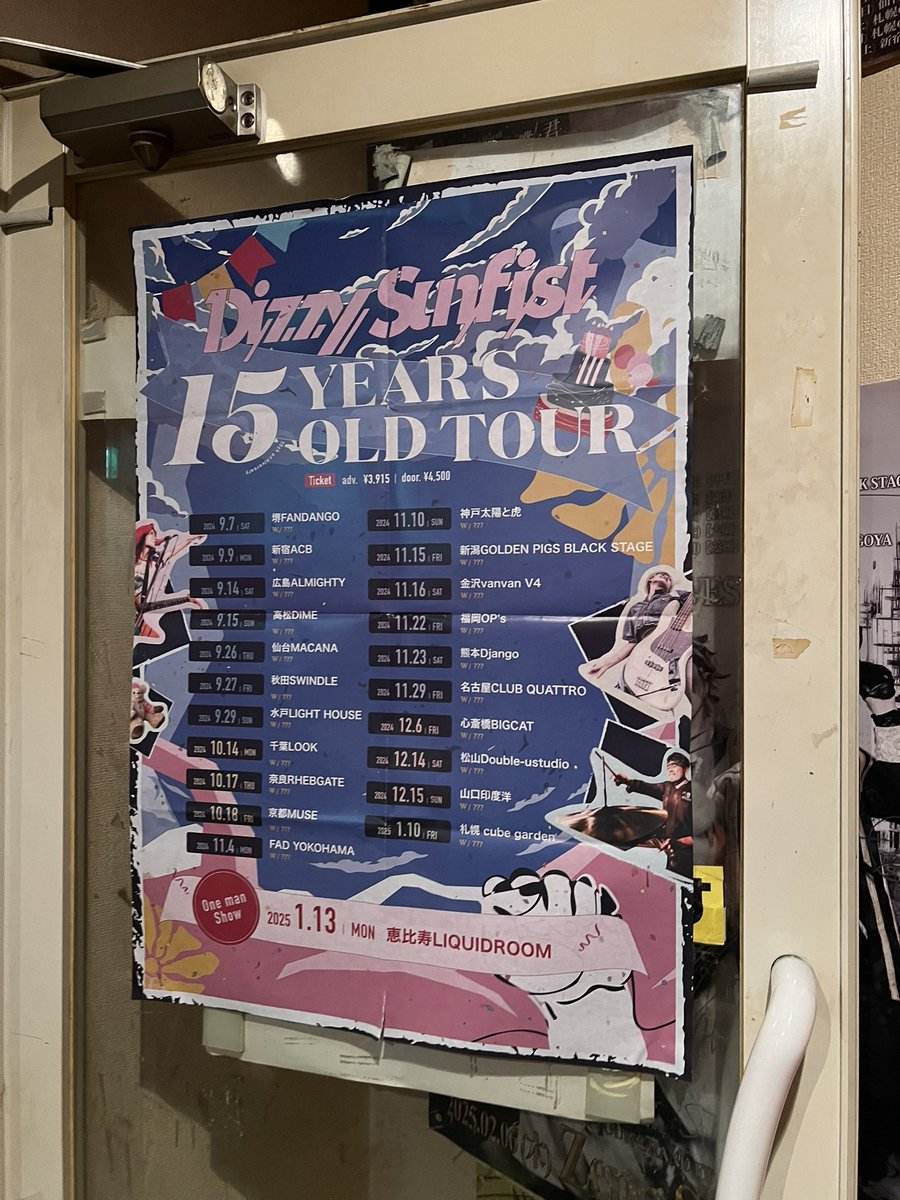 Dizzy Sunfist
15 YEARS
OLD TOUR
Ticket adv. ¥3,915 | door. ¥4,500
2024 9.7 | SAT 堺FANDANGO
W / ???
2024 9.9 | MON 新宿ACB
W / ???
2024 9.14 | SAT 広島ALMIGHTY
W / ???
2024 9.15 | SUN 高松DIME
W / ???
2024 9.26 | THU 仙台MACANA
W / ???
2024 9.27 | FRI 秋田SWINDLE
W / ???
2024 9.29 | SUN 水戸LIGHT HOUSE
W / ???
2024 10.14 | MON 千葉LOOK
W / ???
2024 10.17 | THU 奈良RHEBGATE
W / ???
2024 10.18 | FRI 京都MUSE
W / ???
2024 11.4 | MON FAD YOKOHAMA
W / ???
2024 11.10 | SUN 神戸太陽と虎
W / ???
2024 11.15 | FRI 新潟GOLDEN PIGS BLACK STAGE
W / ???
2024 11.16 | SAT 金沢vanvan V4
W / ???
2024 11.22 | FRI 福岡OP's
W / ???
2024 11.23 | SAT 熊本Django
W / ???
2024 11.29 | FRI 名古屋CLUB QUATTRO
W / ???
2024 12.6 | FRI 心斎橋BIGCAT
W / ???
2024 12.14 | SAT 松山Double-ustudio
W / ???
2024 12.15 | SUN 山口印度洋
W / ???
2025 1.10 | FRI 札幌 cube garden
W / ???
One man
Show
2025 1.13 | MON 恵比寿LIQUIDROOM